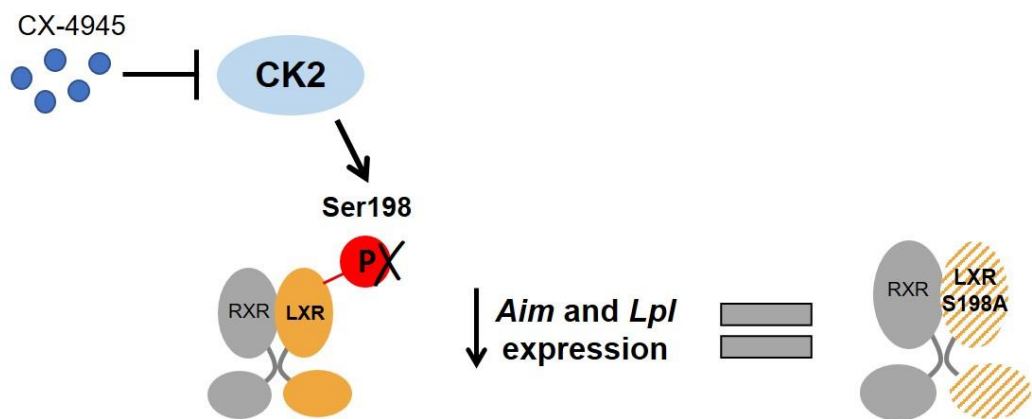 CX-4945
CK2
Ser198
P
RXR
LXR
Aim and Lpl
expression
RXR
LXR
S198A